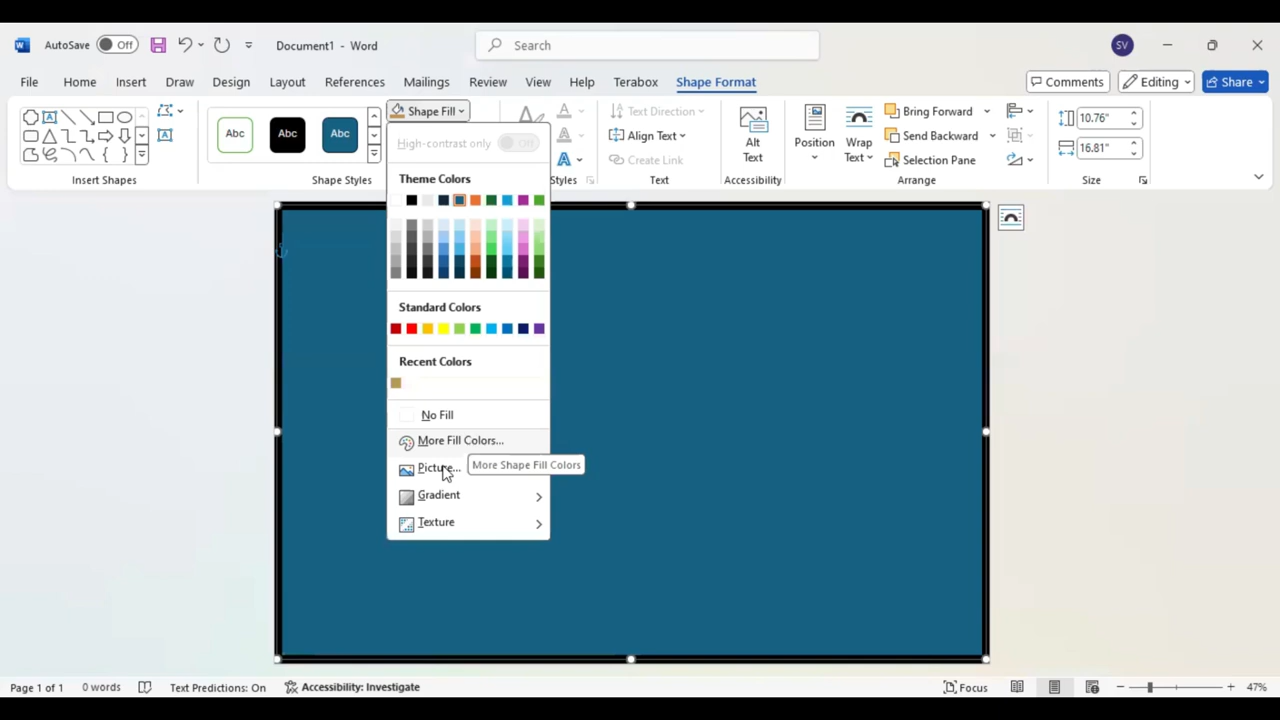 AutoSave Off Document1 - Word Search SV
File Home Insert Draw Design Layout References Mailings Review View Help Terabox Shape Format Comments Editing Share
Abc Abc Abc Shape Fill Text Direction Bring Forward 10.76"
High-contrast only Off Align Text Alt Text Position Wrap Text Send Backward 16.81"
Create Link Selection Pane
Insert Shapes Shape Styles Styles Text Accessibility Arrange Size
Theme Colors
Standard Colors
Recent Colors
No Fill
More Fill Colors...
More Shape Fill Colors
Picture...
Gradient
Texture
Page 1 of 1 0 words Text Predictions: On Accessibility: Investigate Focus 47%